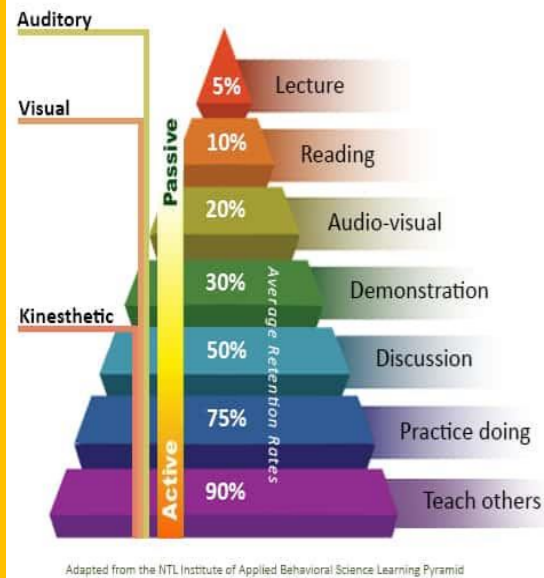 Auditory
5% Lecture
Visual
10% Reading
Passive
20% Audio-visual
30% Demonstration
Kinesthetic
Average Retention Rates
50% Discussion
75% Practice doing
Active
90% Teach others
Adapted from the NTL Institute of Applied Behavioral Science Learning Pyramid